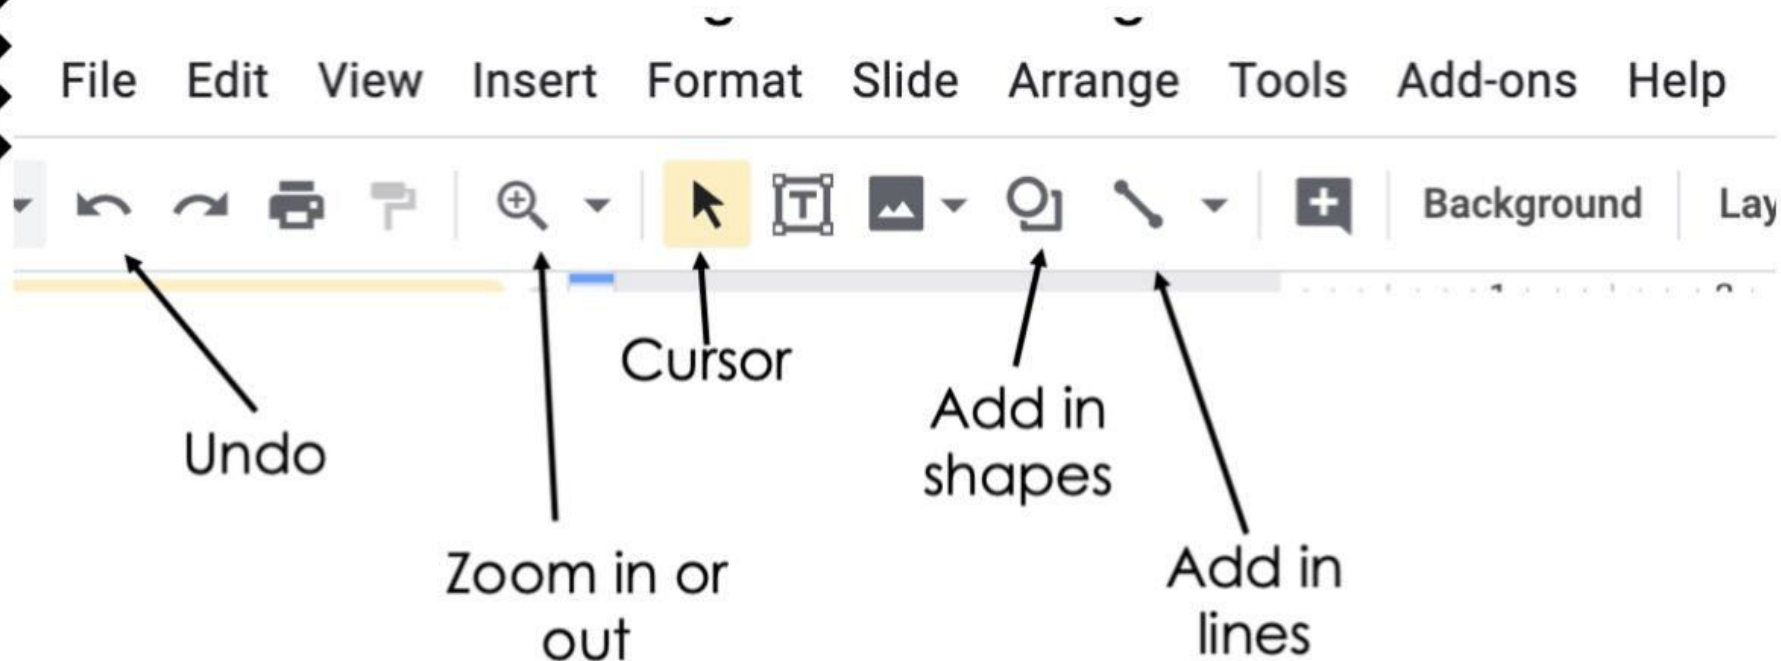 File Edit View Insert Format Slide Arrange Tools Add-ons Help
Background Lay
Cursor
Add in
shapes
Undo
Zoom in or
out
Add in
lines